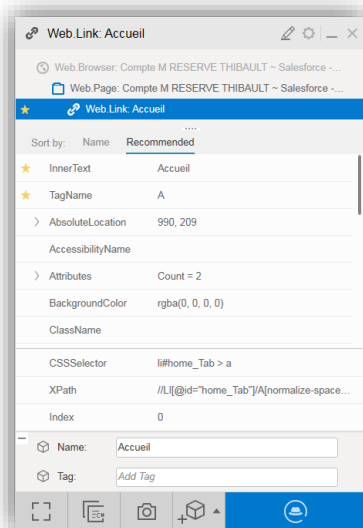 Web.Link: Accueil
Web.Browser: Compte M RESERVE THIBAULT ~ Salesforce -...
Web.Page: Compte M RESERVE THIBAULT ~ Salesforce -...
Web.Link: Accueil
....
Sort by: Name Recommended
InnerText Accueil
TagName A
AbsoluteLocation 990, 209
AccessibilityName
Attributes Count = 2
BackgroundColor rgba(0, 0, 0, 0)
ClassName
CSSSelector li#home_Tab > a
XPath //LI[@id="home_Tab"]/A[normalize-space...
Index 0
Name: Accueil
Tag: Add Tag